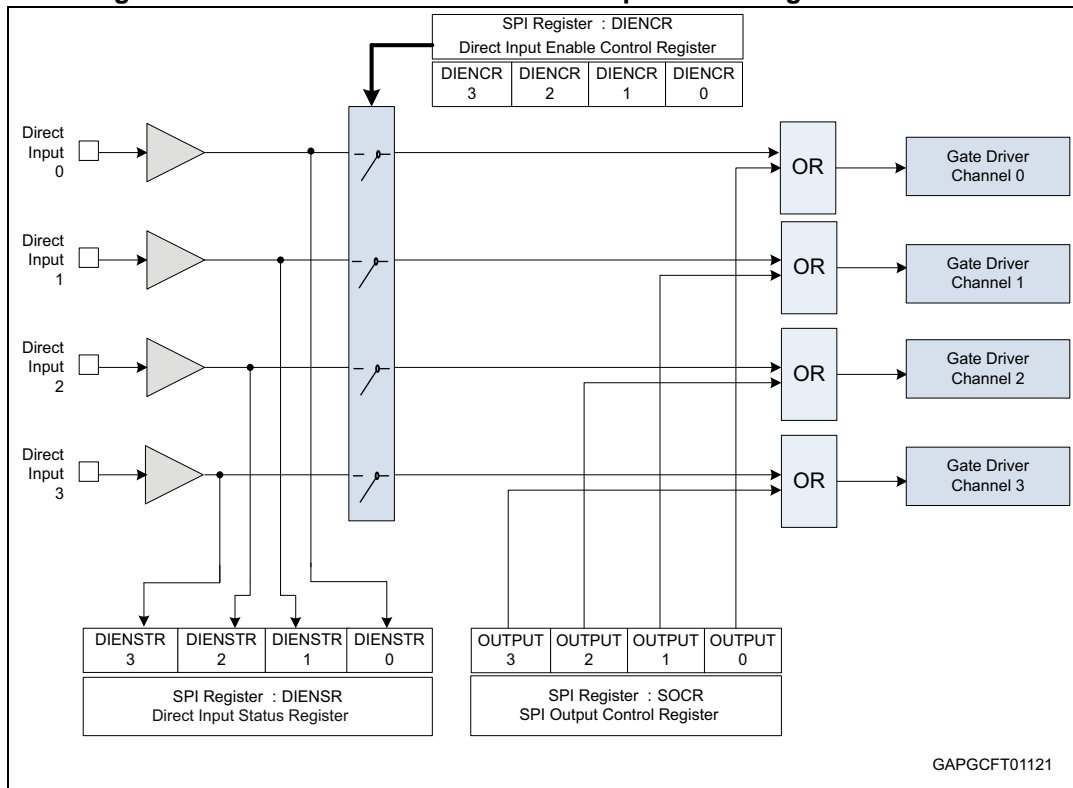 SPI Register : DIENCR
Direct Input Enable Control Register
DIENCR 3
DIENCR 2
DIENCR 1
DIENCR 0
Direct
Input
0
OR
Gate Driver
Channel 0
Direct
Input
1
OR
Gate Driver
Channel 1
Direct
Input
2
OR
Gate Driver
Channel 2
Direct
Input
3
OR
Gate Driver
Channel 3
DIENSTR 3
DIENSTR 2
DIENSTR 1
DIENSTR 0
SPI Register : DIENSR
Direct Input Status Register
OUTPUT 3
OUTPUT 2
OUTPUT 1
OUTPUT 0
SPI Register : SOCR
SPI Output Control Register
GAPGCFT01121